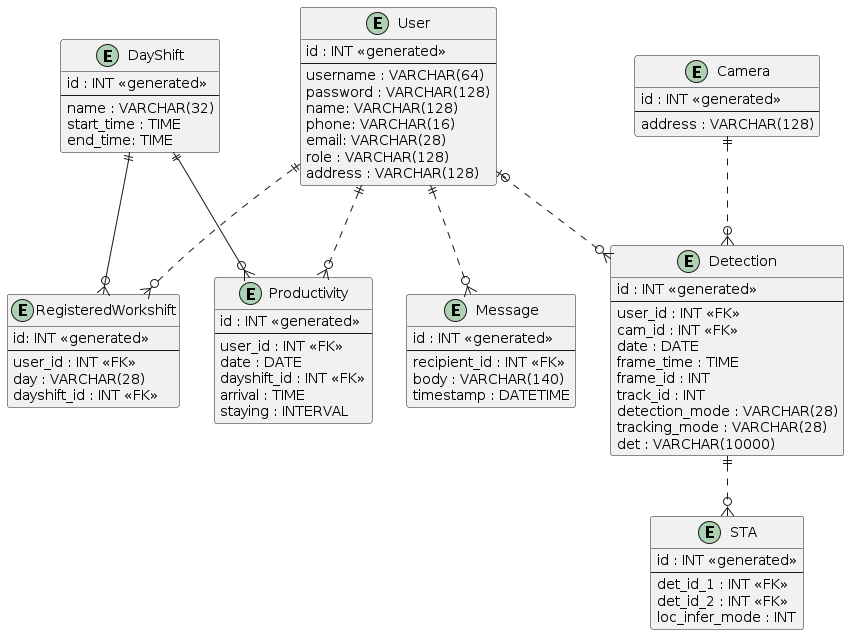 E DayShift
id : INT «generated»
name : VARCHAR(32)
start_time : TIME
end_time: TIME
E User
id : INT «generated»
username : VARCHAR(64)
password : VARCHAR(128)
name: VARCHAR(128)
phone: VARCHAR(16)
email: VARCHAR(28)
role : VARCHAR(128)
address : VARCHAR(128)
E Camera
id : INT «generated»
address : VARCHAR(128)
E RegisteredWorkshift
id: INT «generated»
user_id : INT «FK»
day : VARCHAR(28)
dayshift_id : INT «FK»
E Productivity
id : INT «generated»
user_id : INT «FK»
date : DATE
dayshift_id : INT «FK»
arrival : TIME
staying : INTERVAL
E Message
id : INT «generated»
recipient_id : INT «FK»
body : VARCHAR(140)
timestamp : DATETIME
E Detection
id : INT «generated»
user_id : INT «FK»
cam_id : INT «FK»
date : DATE
frame_time : TIME
frame_id : INT
track_id : INT
detection_mode : VARCHAR(28)
tracking_mode : VARCHAR(28)
det : VARCHAR(10000)
E STA
id : INT «generated»
det_id_1 : INT «FK»
det_id_2 : INT «FK»
loc_infer_mode : INT